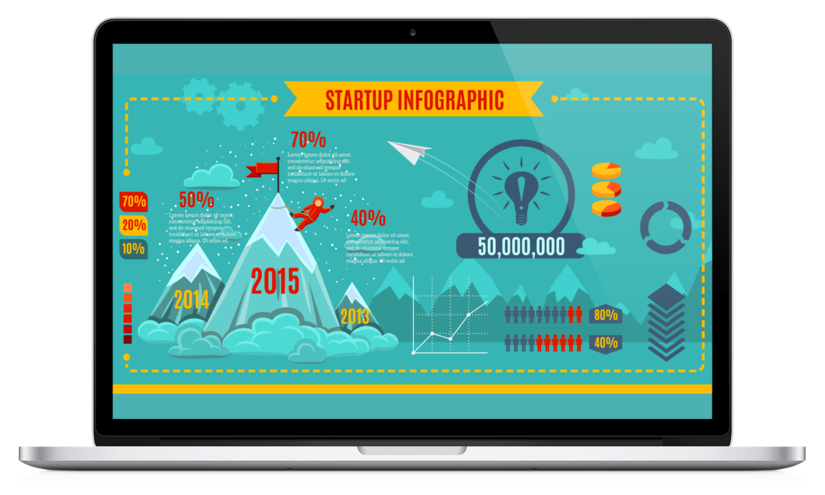 STARTUP INFOGRAPHIC
70%
Lorem ipsum dolor sit amet,
consectetur adipiscing elit,
sed do eiusmod tempor
incididunt ut labore et dolore
magna aliqua. Ut enim ad
50%
Lorem ipsum dolor sit amet,
consectetur adipiscing elit,
sed do eiusmod tempor
incididunt ut labore et dolore
magna aliqua. Ut enim ad
40%
Lorem ipsum dolor sit amet,
consectetur adipiscing elit,
sed do eiusmod tempor
incididunt ut labore et dolore
magna aliqua. Ut enim ad
70%
20%
10%
2014
2015
2013
50,000,000
80%
40%